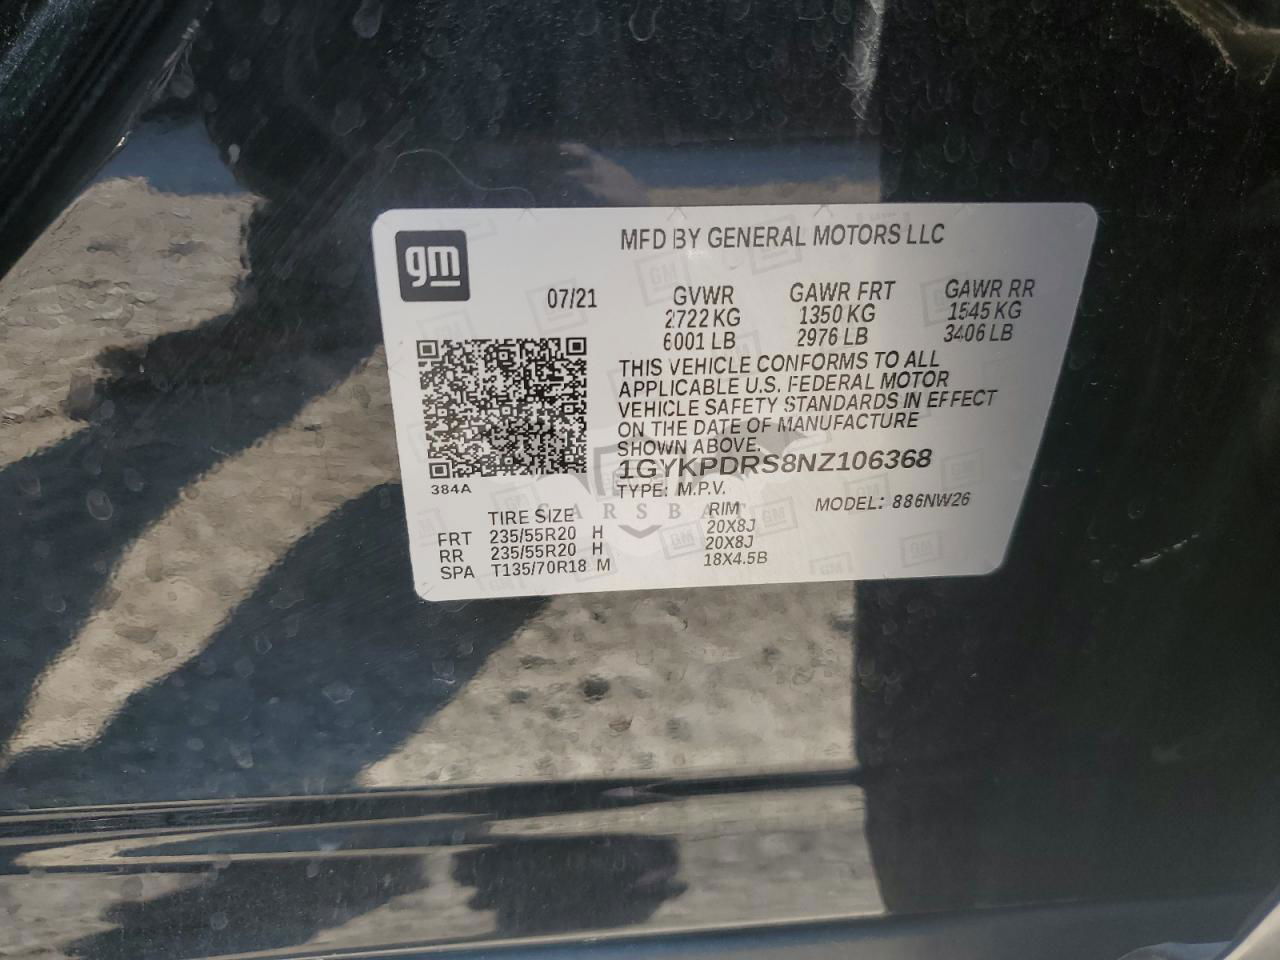 gm
MFD BY GENERAL MOTORS LLC
07/21
GVWR GAWR FRT GAWR RR
2722 KG 1350 KG 1545 KG
6001 LB 2976 LB 3406 LB
THIS VEHICLE CONFORMS TO ALL
APPLICABLE U.S. FEDERAL MOTOR
VEHICLE SAFETY STANDARDS IN EFFECT
ON THE DATE OF MANUFACTURE
SHOWN ABOVE.
1GYKPDRS8NZ106368
384A
TYPE: M.P.V. MODEL: 886NW26
CARSBAT
TIRE SIZE RIM
FRT 235/55R20 H 20X8J
RR 235/55R20 H 20X8J
SPA T135/70R18 M 18X4.5B